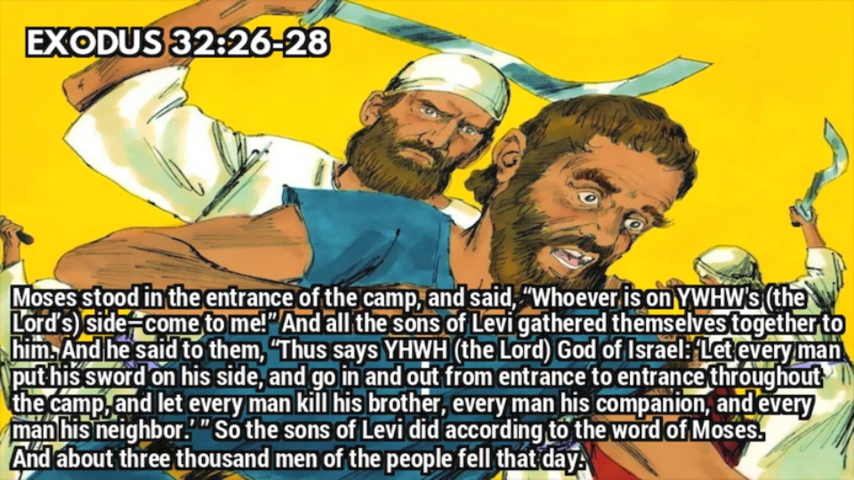 EXODUS 32:26-28
Moses stood in the entrance of the camp, and said, “Whoever is on YWHW's (the
Lord's) side—come to me!” And all the sons of Levi gathered themselves together to
him. And he said to them, “Thus says YHWH (the Lord) God of Israel: ‘Let every man
put his sword on his side, and go in and out from entrance to entrance throughout
the camp, and let every man kill his brother, every man his companion, and every
man his neighbor.’ ” So the sons of Levi did according to the word of Moses.
And about three thousand men of the people fell that day.